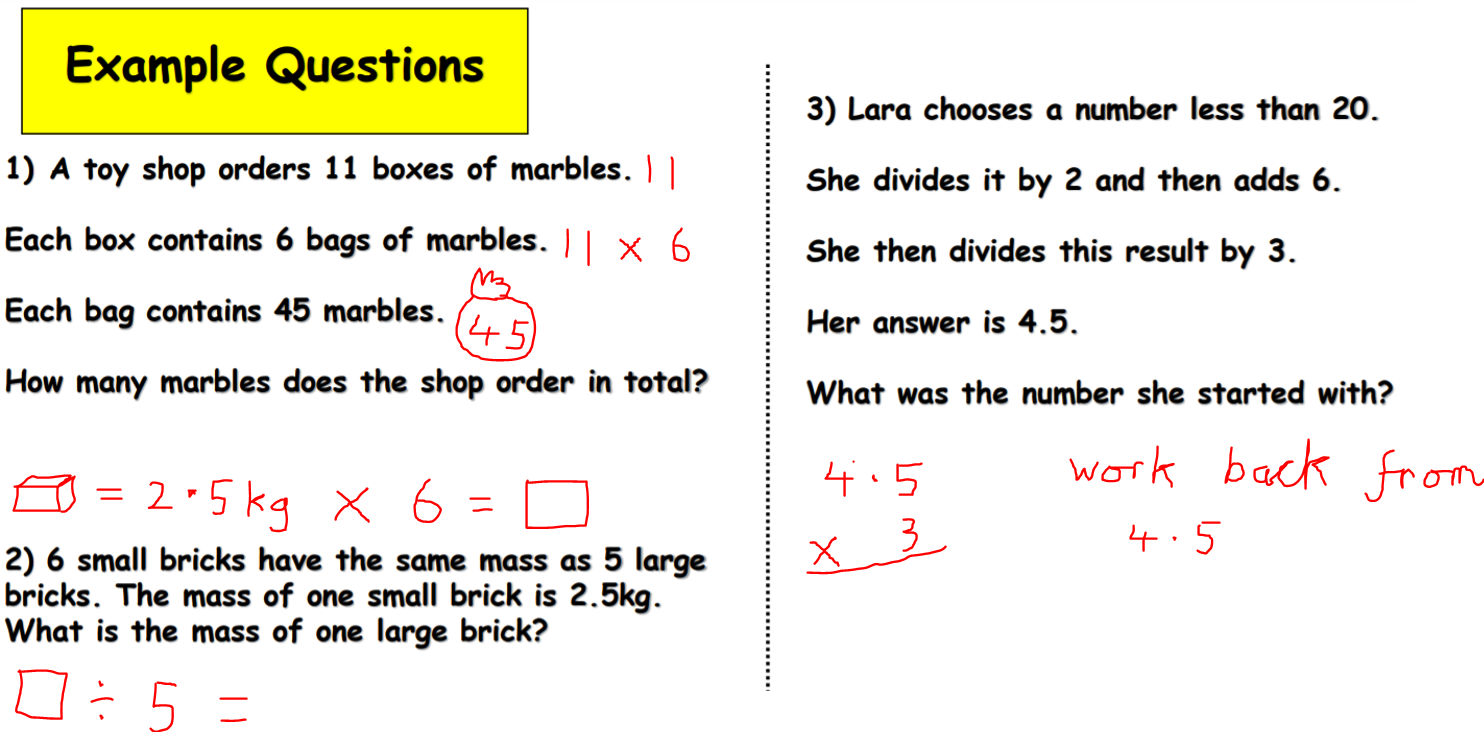 Example Questions
1) A toy shop orders 11 boxes of marbles. 11
Each box contains 6 bags of marbles. 11 × 6
Each bag contains 45 marbles. 45
How many marbles does the shop order in total?
= 2.5kg × 6 =
2) 6 small bricks have the same mass as 5 large
bricks. The mass of one small brick is 2.5kg.
What is the mass of one large brick?
÷ 5 =
3) Lara chooses a number less than 20.
She divides it by 2 and then adds 6.
She then divides this result by 3.
Her answer is 4.5.
What was the number she started with?
4.5
× 3
work back from
4.5